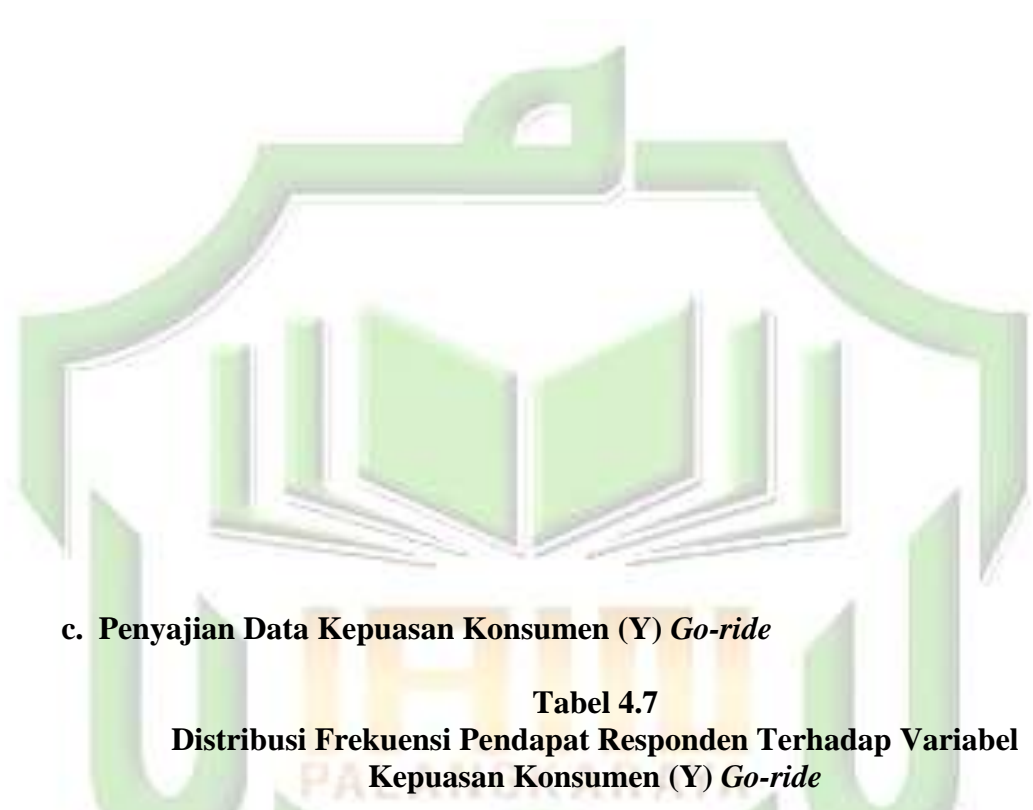 c. Penyajian Data Kepuasan Konsumen (Y) Go-ride
Tabel 4.7
Distribusi Frekuensi Pendapat Responden Terhadap Variabel
Kepuasan Konsumen (Y) Go-ride